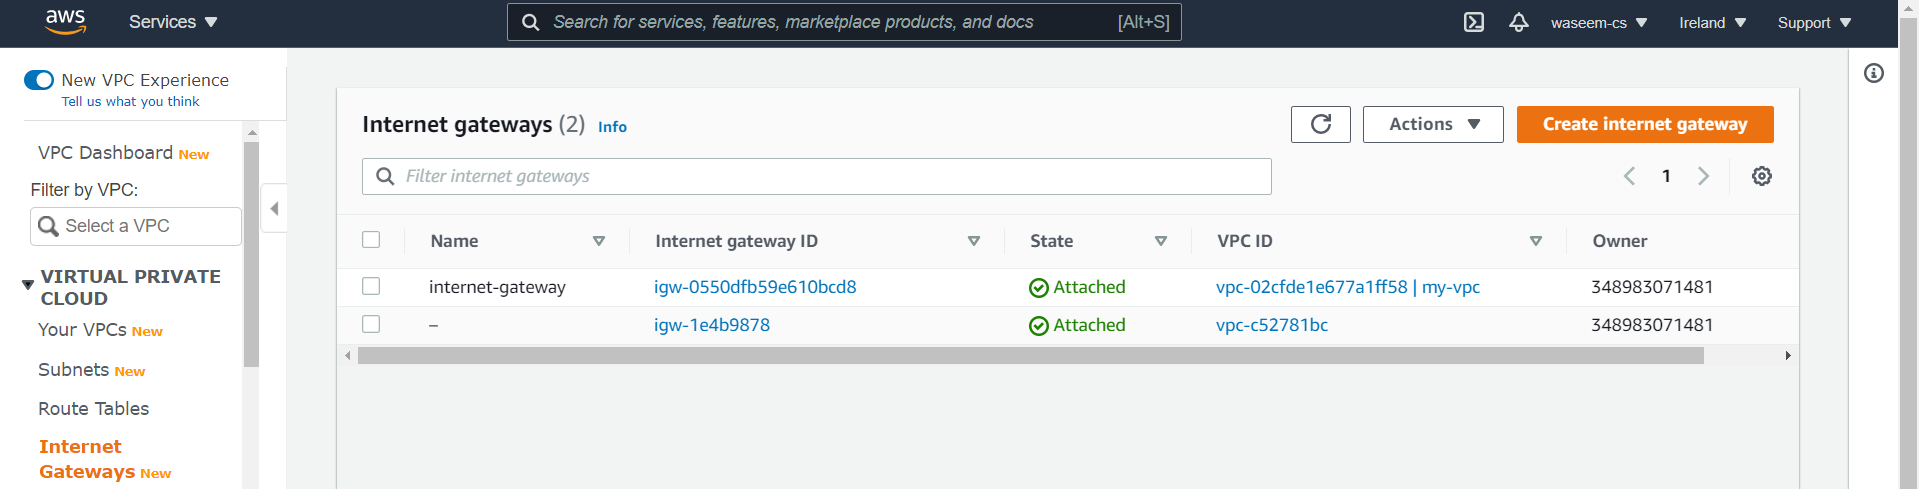 aws Services Search for services, features, marketplace products, and docs [Alt+S] waseem-cs Ireland Support
New VPC Experience
Tell us what you think
VPC Dashboard New
Filter by VPC:
Select a VPC
VIRTUAL PRIVATE
CLOUD
Your VPCs New
Subnets New
Route Tables
Internet
Gateways New
Internet gateways (2) Info Actions Create internet gateway
Filter internet gateways 1
Name Internet gateway ID State VPC ID Owner
internet-gateway igw-0550dfb59e610bcd8 Attached vpc-02cfde1e677a1ff58 | my-vpc 348983071481
– igw-1e4b9878 Attached vpc-c52781bc 348983071481